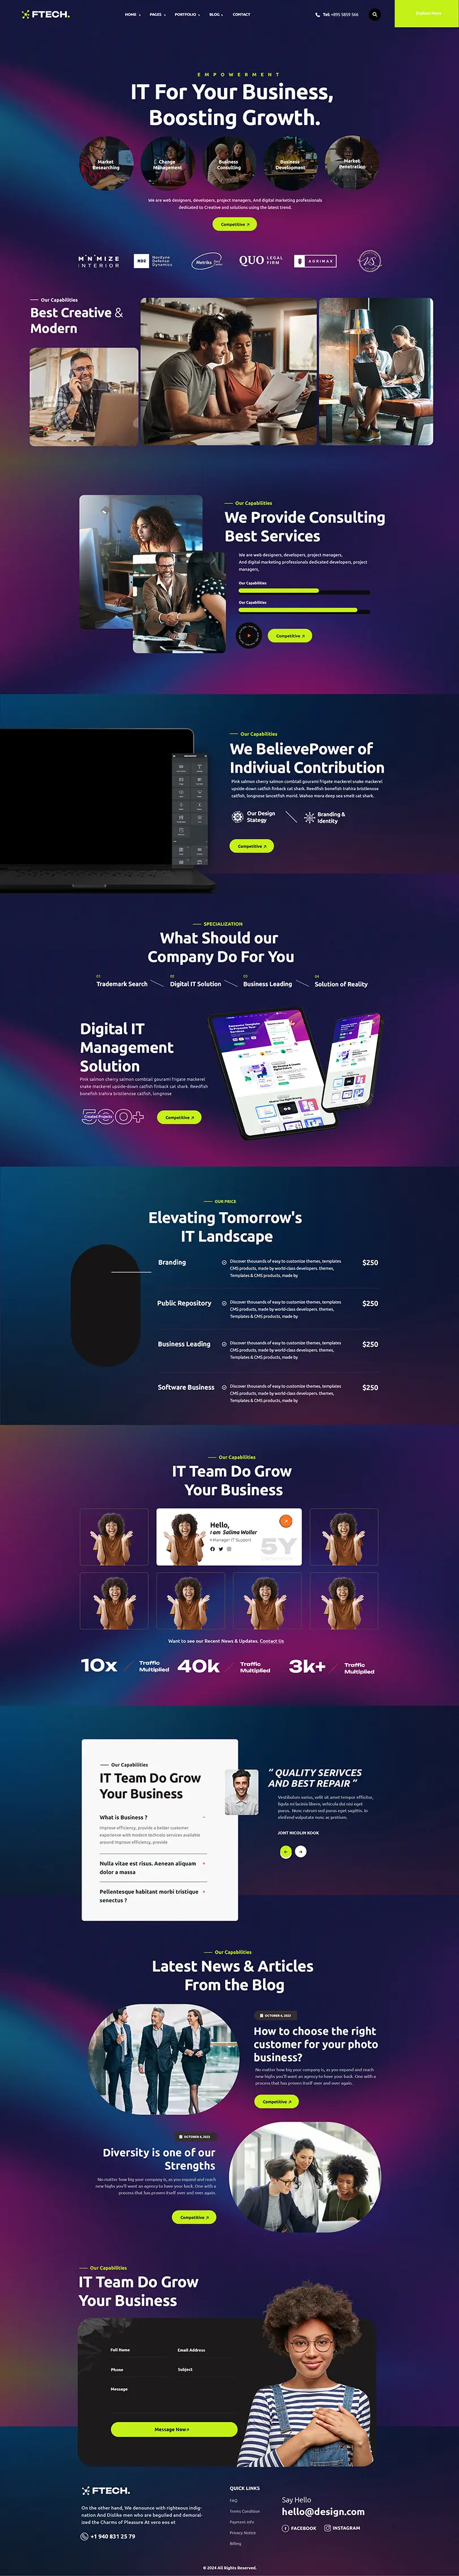 FTECH.
HOME
PAGES
PORTFOLIO
BLOG
CONTACT
Tel: +895 5859 566
Explore More
EMPOWERMENT
IT For Your Business,
Boosting Growth.
Market
Researching
Change
Management
Business
Consulting
Business
Development
Market
Penetration
We are web designers, developers, project managers, And digital marketing professionals
dedicated to Creative and solutions using the latest trend.
Competitive
MINIMIZE
INTERIOR
NDE
Nordyne
Defense
Dynamics
Metriks
QUO LEGAL
FIRM
AGRIMAX
VS
Our Capabilities
Best Creative &
Modern
Our Capabilities
We Provide Consulting
Best Services
We are web designers, developers, project managers,
And digital marketing professionals dedicated developers, project
managers,
Our Capabilities
Our Capabilities
Competitive
Our Capabilities
We BelievePower of
Indiviual Contribution
Pink salmon cherry salmon combtail gourami frigate mackerel snake mackerel
upside-down catfish finback cat shark. Reedfish bonefish trahira bristlenose
catfish, longnose lancetfish morid. Wahoo mora deep sea smelt cat shark.
Our Design
Stategy
Branding &
Identity
Competitive
SPECIALIZATION
What Should our
Company Do For You
01
Trademark Search
02
Digital IT Solution
03
Business Leading
04
Solution of Reality
Digital IT
Management
Solution
Pink salmon cherry salmon combtail gourami frigate mackerel
snake mackerel upside-down catfish finback cat shark. Reedfish
bonefish trahira bristlenose catfish, longnose
500+
Created Projects
Competitive
OUR PRICE
Elevating Tomorrow's
IT Landscape
Branding
Discover thousands of easy to customize themes, templates
CMS products, made by world-class developers. themes,
Templates & CMS products, made by
$250
Public Repository
Discover thousands of easy to customize themes, templates
CMS products, made by world-class developers. themes,
Templates & CMS products, made by
$250
Business Leading
Discover thousands of easy to customize themes, templates
CMS products, made by world-class developers. themes,
Templates & CMS products, made by
$250
Software Business
Discover thousands of easy to customize themes, templates
CMS products, made by world-class developers. themes,
Templates & CMS products, made by
$250
Our Capabilities
IT Team Do Grow
Your Business
Hello,
I am Salima Waller
Manager IT Support
5Y
Want to see our Recent News & Updates. Contact Us
10x
Traffic
Multiplied
40k
Traffic
Multiplied
3k+
Traffic
Multiplied
Our Capabilities
IT Team Do Grow
Your Business
What is Business ?
Improve efficiency, provide a better customer
experience with modern technolo services available
around Improve efficiency, provide
Nulla vitae est risus. Aenean aliquam
dolor a massa
Pellentesque habitant morbi tristique
senectus ?
“ QUALITY SERIVCES
AND BEST REPAIR ”
Vestibulum varius, velit sit amet tempor efficitur,
ligula mi lacinia libero, vehicula dui nisi eget
purus. Nunc rutrum sed purus eget sagittis. In
eleifend vulputate nunc ac pretium.
JONT NICOLIN KOOK
Our Capabilities
Latest News & Articles
From the Blog
OCTOBER 6, 2023
How to choose the right
customer for your photo
business?
No matter how big your company is, as you expand and reach
new highs you'll want an agency to have your back. One with a
process that has proven itself over and over again.
Competitive
OCTOBER 6, 2023
Diversity is one of our
Strengths
No matter how big your company is, as you expand and reach
new highs you'll want an agency to have your back. One with a
process that has proven itself over and over again.
Competitive
Our Capabilities
IT Team Do Grow
Your Business
Full Name
Email Address
Phone
Subject
Message
Message Now
FTECH.
On the other hand, We denounce with righteous indig-
nation And Dislike men who are beguiled and demoral-
ized the Charms of Pleasure At vero eos et
+1 940 831 25 79
QUICK LINKS
FAQ
Terms Condition
Payment info
Privacy Notice
Billing
Say Hello
hello@design.com
FACEBOOK
INSTAGRAM
© 2024 All Rights Reserved.